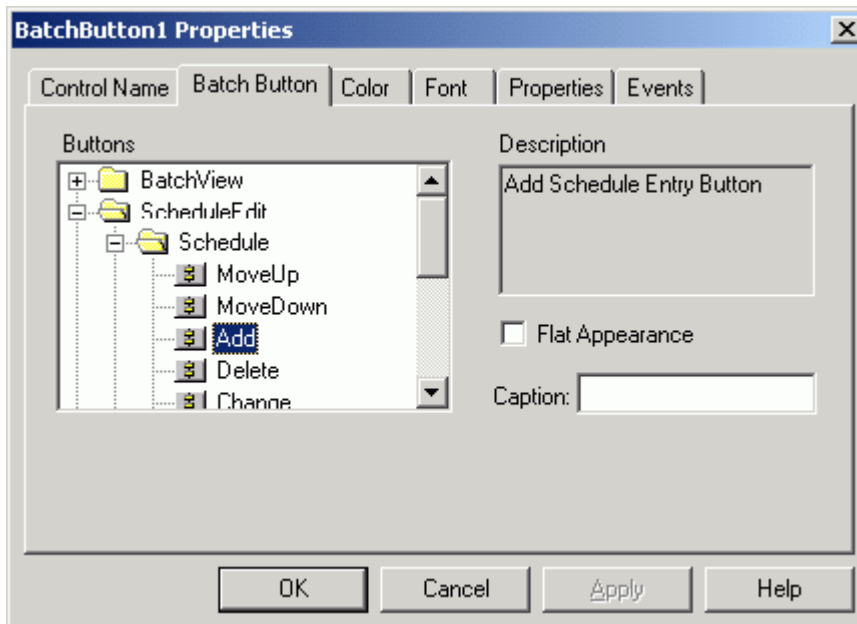 BatchButton1 Properties
Control Name Batch Button Color Font Properties Events
Buttons
BatchView
ScheduleEdit
Schedule
MoveUp
MoveDown
Add
Delete
Change
Description
Add Schedule Entry Button
Flat Appearance
Caption:
OK Cancel Apply Help